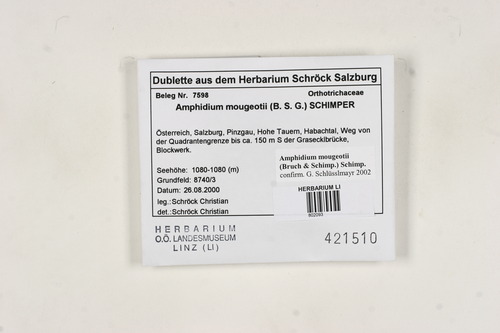 Dublette aus dem Herbarium Schröck Salzburg
Beleg Nr. 7598 Orthotrichaceae
Amphidium mougeotii (B. S. G.) SCHIMPER
Österreich, Salzburg, Pinzgau, Hohe Tauern, Habachtal, Weg von
der Quadrantengrenze bis ca. 150 m S der Graseckbrücke,
Blockwerk.
Seehöhe: 1080-1080 (m)
Grundfeld: 8740/3
Datum: 26.08.2000
leg.: Schröck Christian
det.: Schröck Christian
Amphidium mougeotii
(Bruch & Schimp.) Schimp.
confirm. G. Schlüsslmayr 2002
HERBARIUM LI
HERBARIUM
O.Ö. LANDESMUSEUM
LINZ (LI)
421510